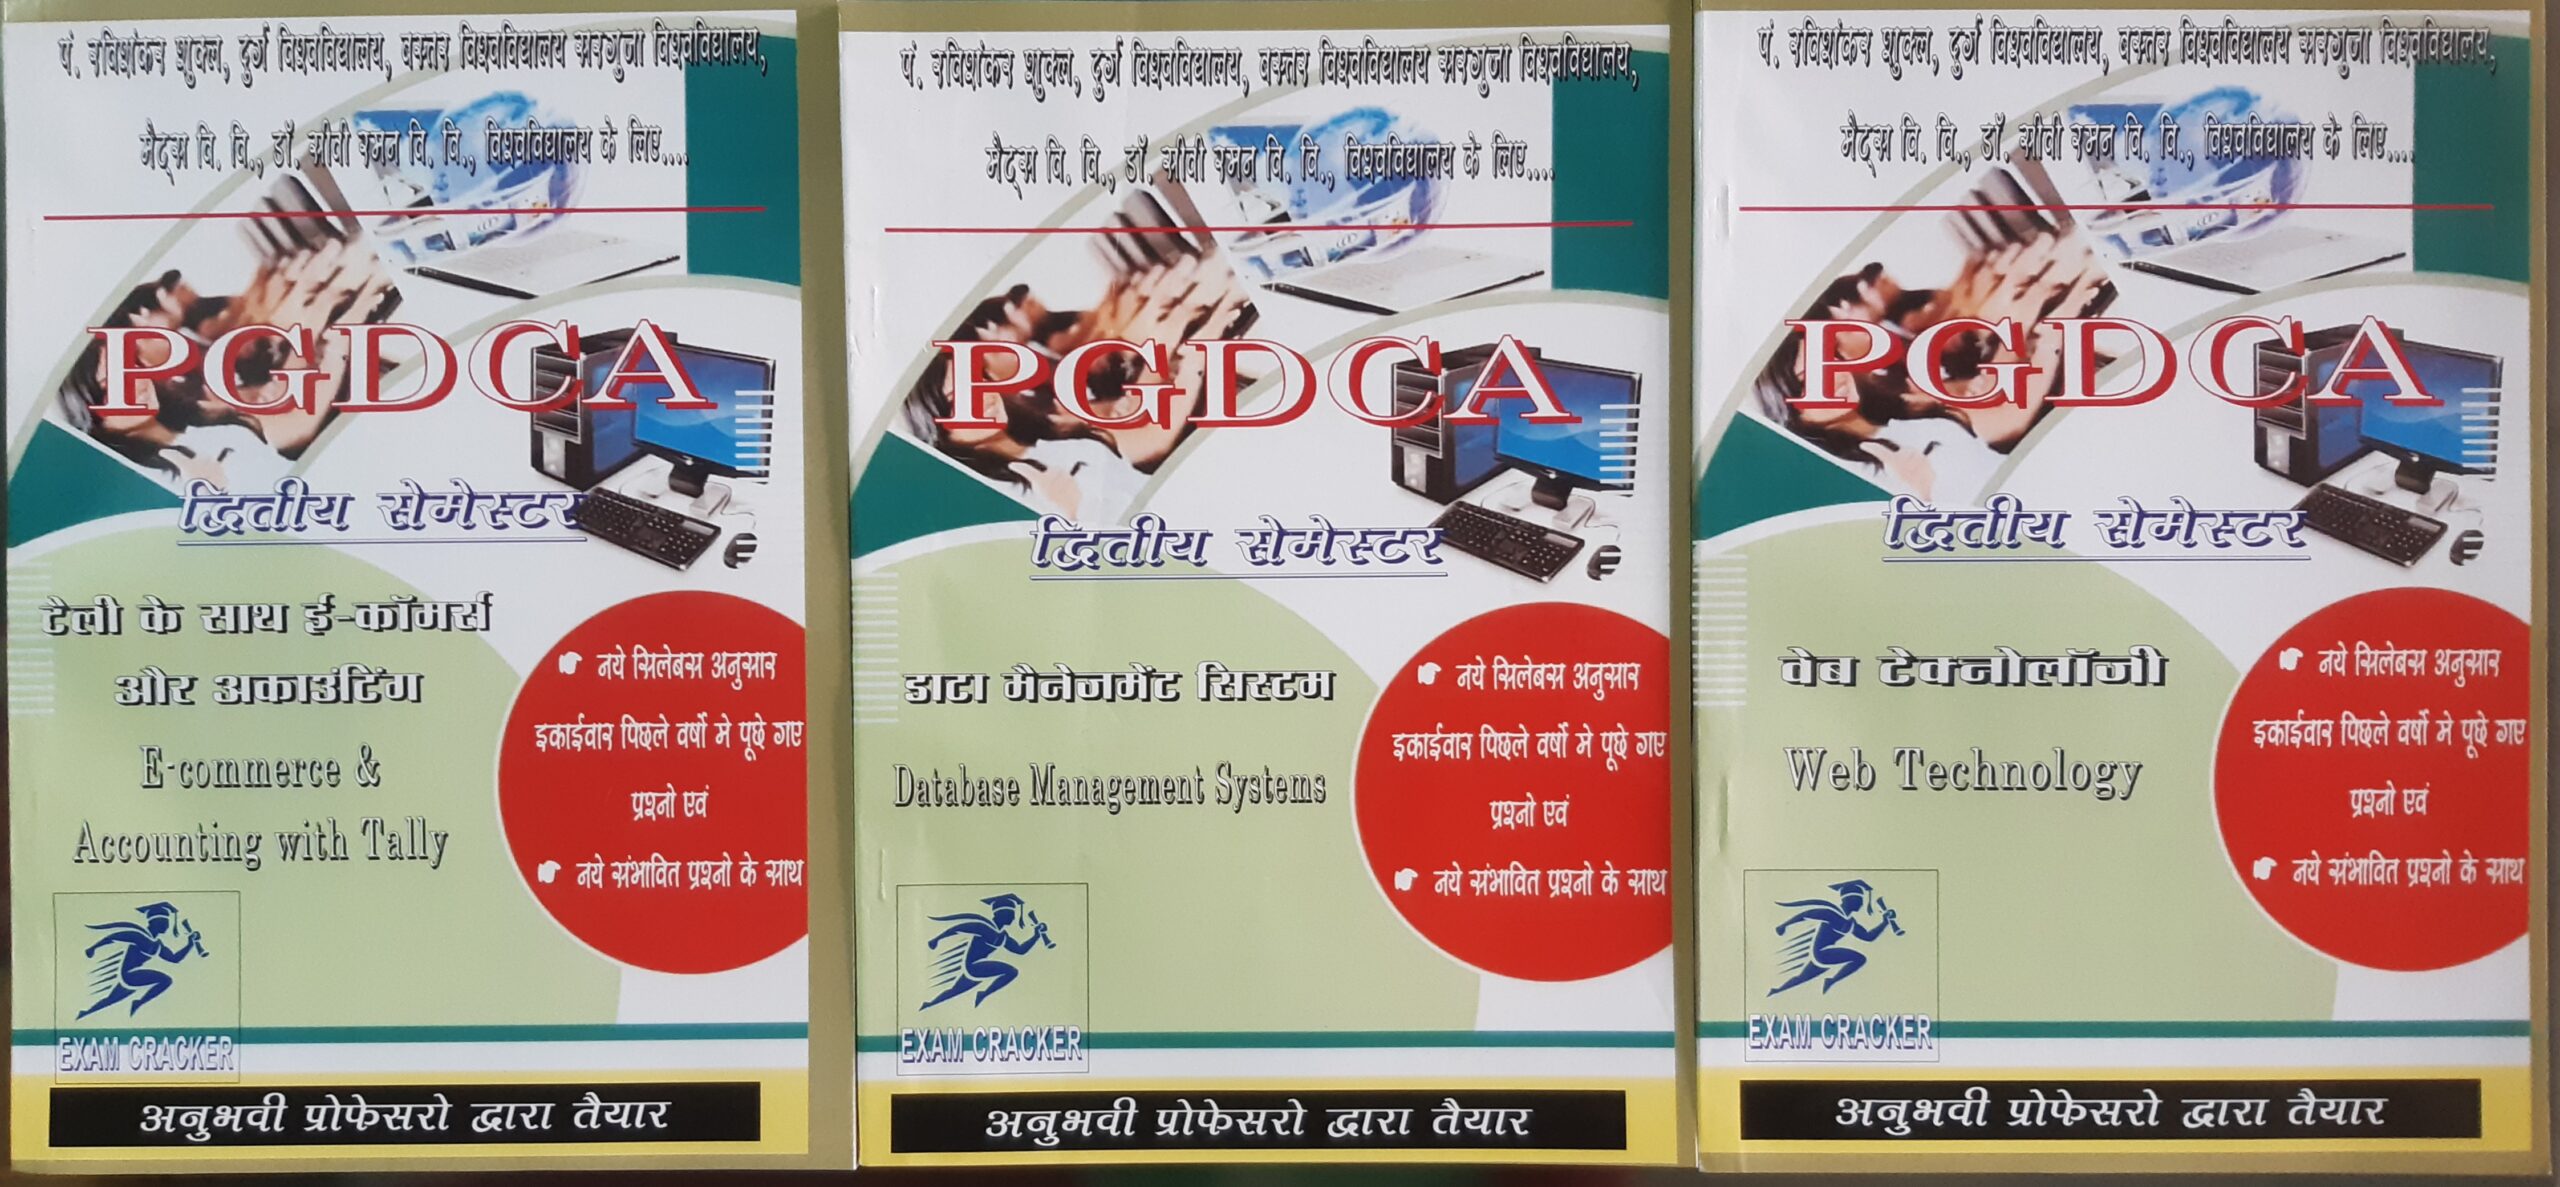 पं. रविशंकर शुक्ल, दुर्ग विश्वविद्यालय, बस्तर विश्वविद्यालय सरगुजा विश्वविद्यालय,
मैट्स वि. वि., डॉ. सीवी रमन वि. वि., विश्वविद्यालय के लिए....
PGDCA
द्वितीय सेमेस्टर
टैली के साथ ई-कॉमर्स
और अकाउंटिंग
E-commerce &
Accounting with Tally
नये सिलेबस अनुसार
इकाईवार पिछले वर्षो मे पूछे गए
प्रश्नो एवं
नये संभावित प्रश्नो के साथ
EXAM CRACKER
अनुभवी प्रोफेसरो द्वारा तैयार
पं. रविशंकर शुक्ल, दुर्ग विश्वविद्यालय, बस्तर विश्वविद्यालय सरगुजा विश्वविद्यालय,
मैट्स वि. वि., डॉ. सीवी रमन वि. वि., विश्वविद्यालय के लिए....
PGDCA
द्वितीय सेमेस्टर
डाटा मैनेजमेंट सिस्टम
Database Management Systems
नये सिलेबस अनुसार
इकाईवार पिछले वर्षो मे पूछे गए
प्रश्नो एवं
नये संभावित प्रश्नो के साथ
EXAM CRACKER
अनुभवी प्रोफेसरो द्वारा तैयार
पं. रविशंकर शुक्ल, दुर्ग विश्वविद्यालय, बस्तर विश्वविद्यालय सरगुजा विश्वविद्यालय,
मैट्स वि. वि., डॉ. सीवी रमन वि. वि., विश्वविद्यालय के लिए....
PGDCA
द्वितीय सेमेस्टर
वेब टेक्नोलॉजी
Web Technology
नये सिलेबस अनुसार
इकाईवार पिछले वर्षो मे पूछे गए
प्रश्नो एवं
नये संभावित प्रश्नो के साथ
EXAM CRACKER
अनुभवी प्रोफेसरो द्वारा तैयार